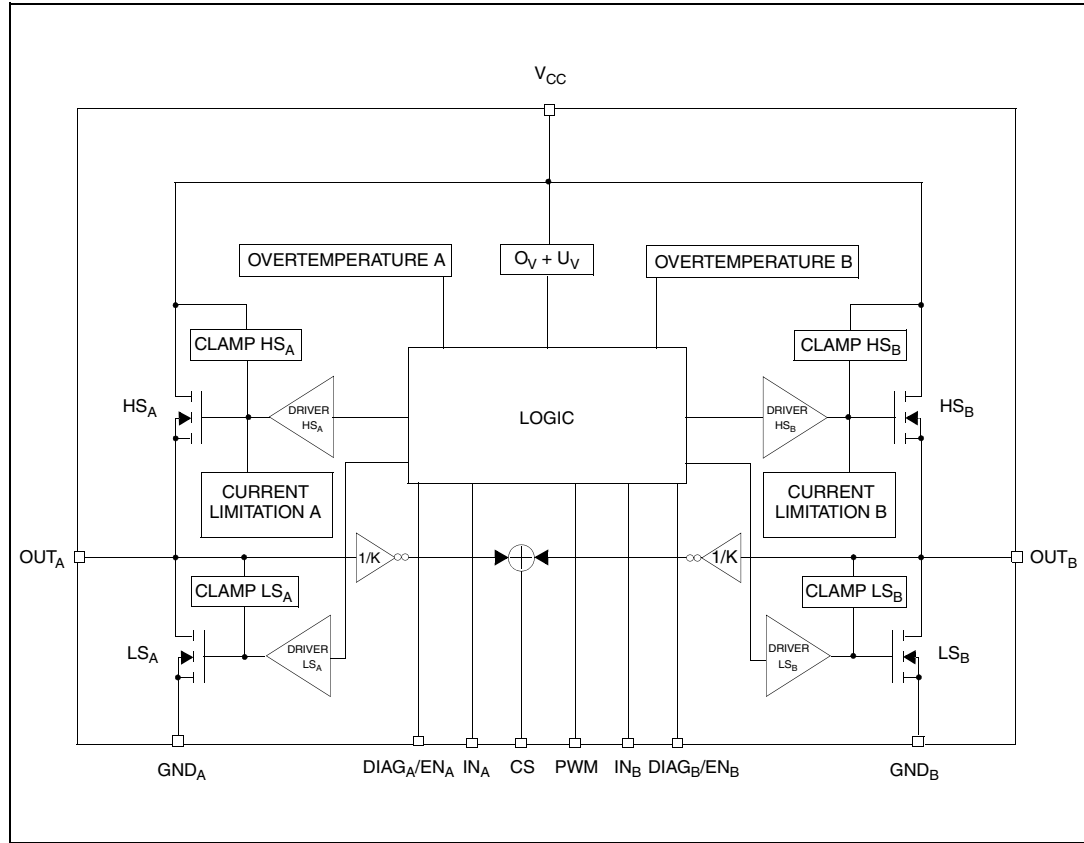 VCC
OVERTEMPERATURE A
OV + UV
OVERTEMPERATURE B
CLAMP HSA
CLAMP HSB
HSA
DRIVER
HSA
LOGIC
DRIVER
HSB
HSB
CURRENT
LIMITATION A
CURRENT
LIMITATION B
OUTA
1/K
1/K
OUTB
CLAMP LSA
CLAMP LSB
LSA
DRIVER
LSA
DRIVER
LSB
LSB
GNDA
DIAGA/ENA
INA
CS
PWM
INB
DIAGB/ENB
GNDB